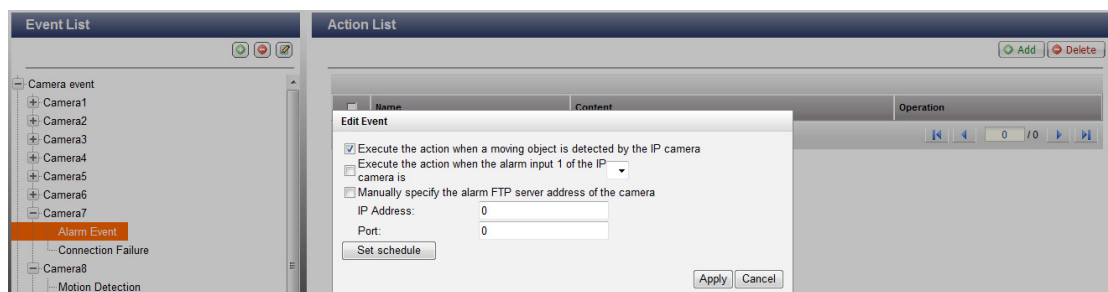 Event List
Action List
Add Delete
Camera event
Camera1
Camera2
Camera3
Camera4
Camera5
Camera6
Camera7
Alarm Event
Connection Failure
Camera8
Motion Detection
Name Content Operation
0 / 0
Edit Event
Execute the action when a moving object is detected by the IP camera
Execute the action when the alarm input 1 of the IP
camera is
Manually specify the alarm FTP server address of the camera
IP Address: 0
Port: 0
Set schedule
Apply Cancel